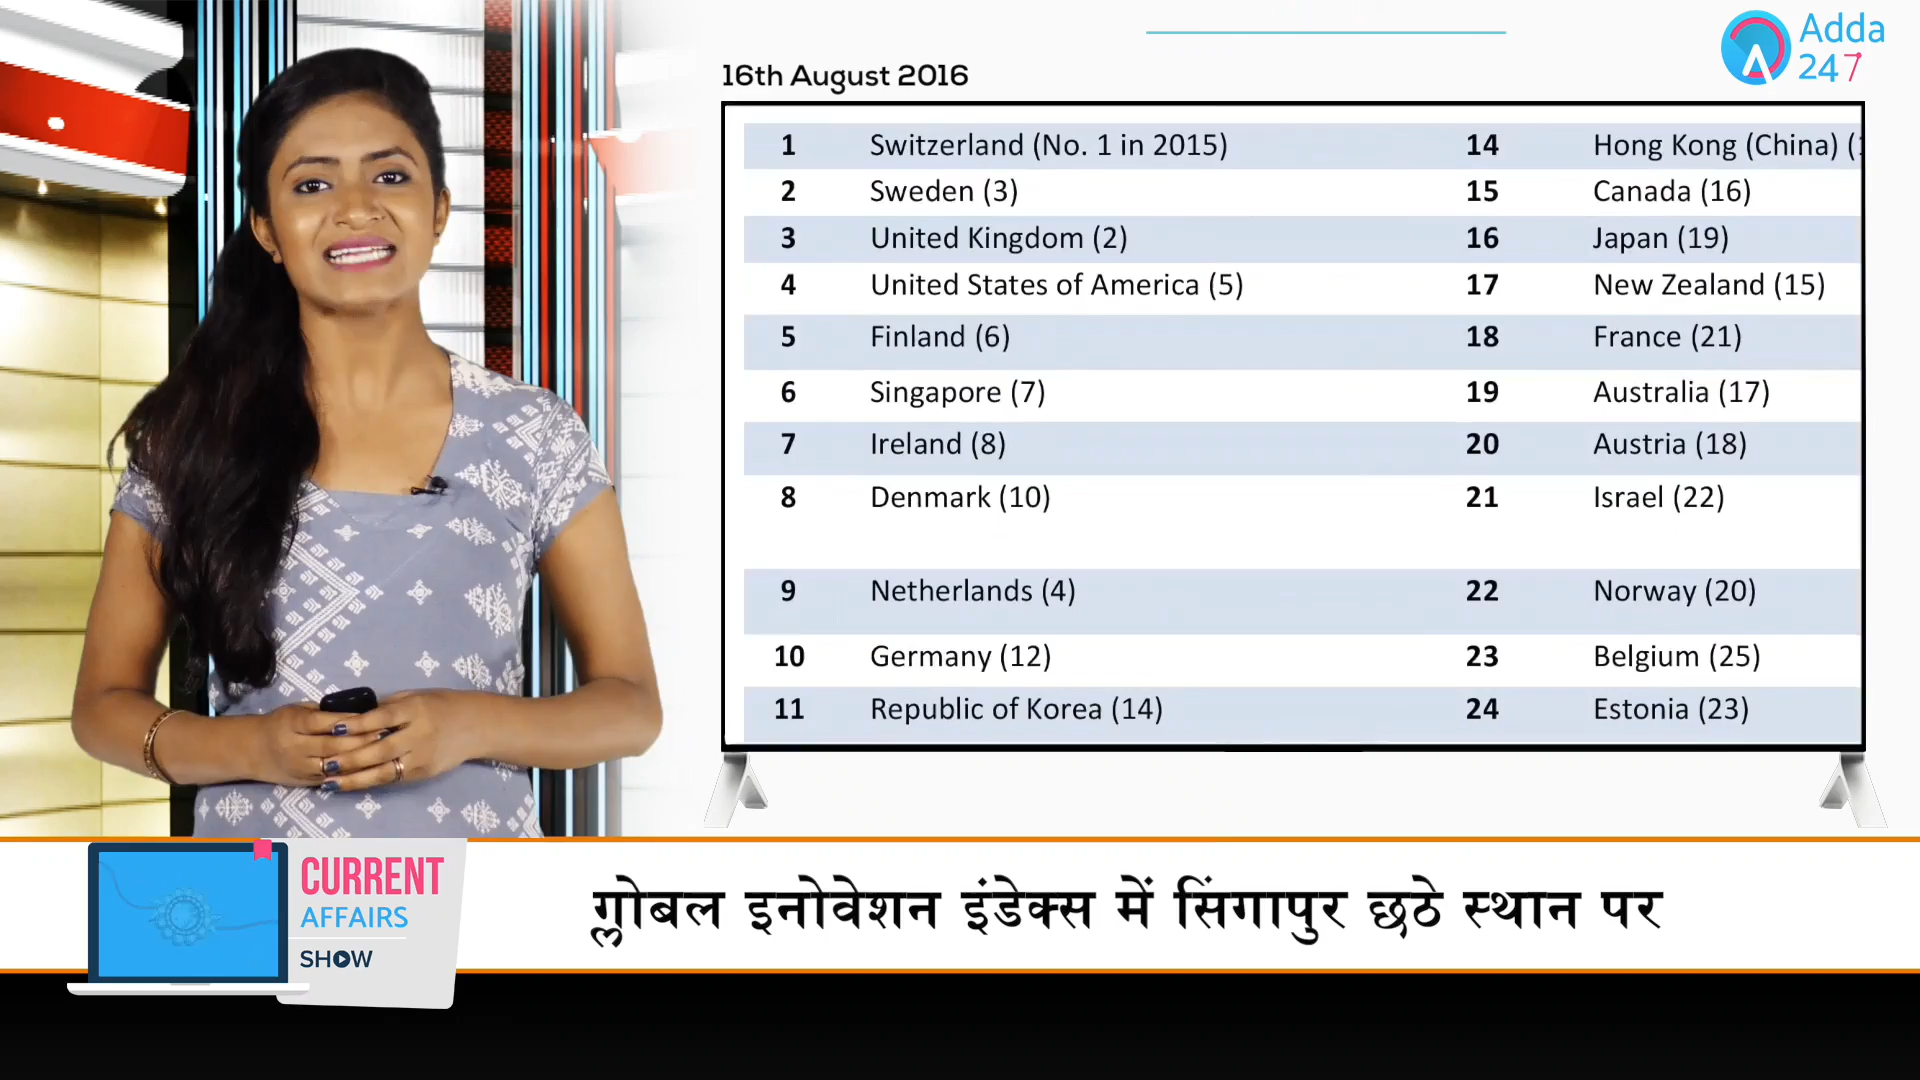 Adda
247
16th August 2016
1 Switzerland (No. 1 in 2015) 14 Hong Kong (China)
2 Sweden (3) 15 Canada (16)
3 United Kingdom (2) 16 Japan (19)
4 United States of America (5) 17 New Zealand (15)
5 Finland (6) 18 France (21)
6 Singapore (7) 19 Australia (17)
7 Ireland (8) 20 Austria (18)
8 Denmark (10) 21 Israel (22)
9 Netherlands (4) 22 Norway (20)
10 Germany (12) 23 Belgium (25)
11 Republic of Korea (14) 24 Estonia (23)
CURRENT
AFFAIRS
SHOW
ग्लोबल इनोवेशन इंडेक्स में सिंगापुर छठे स्थान पर